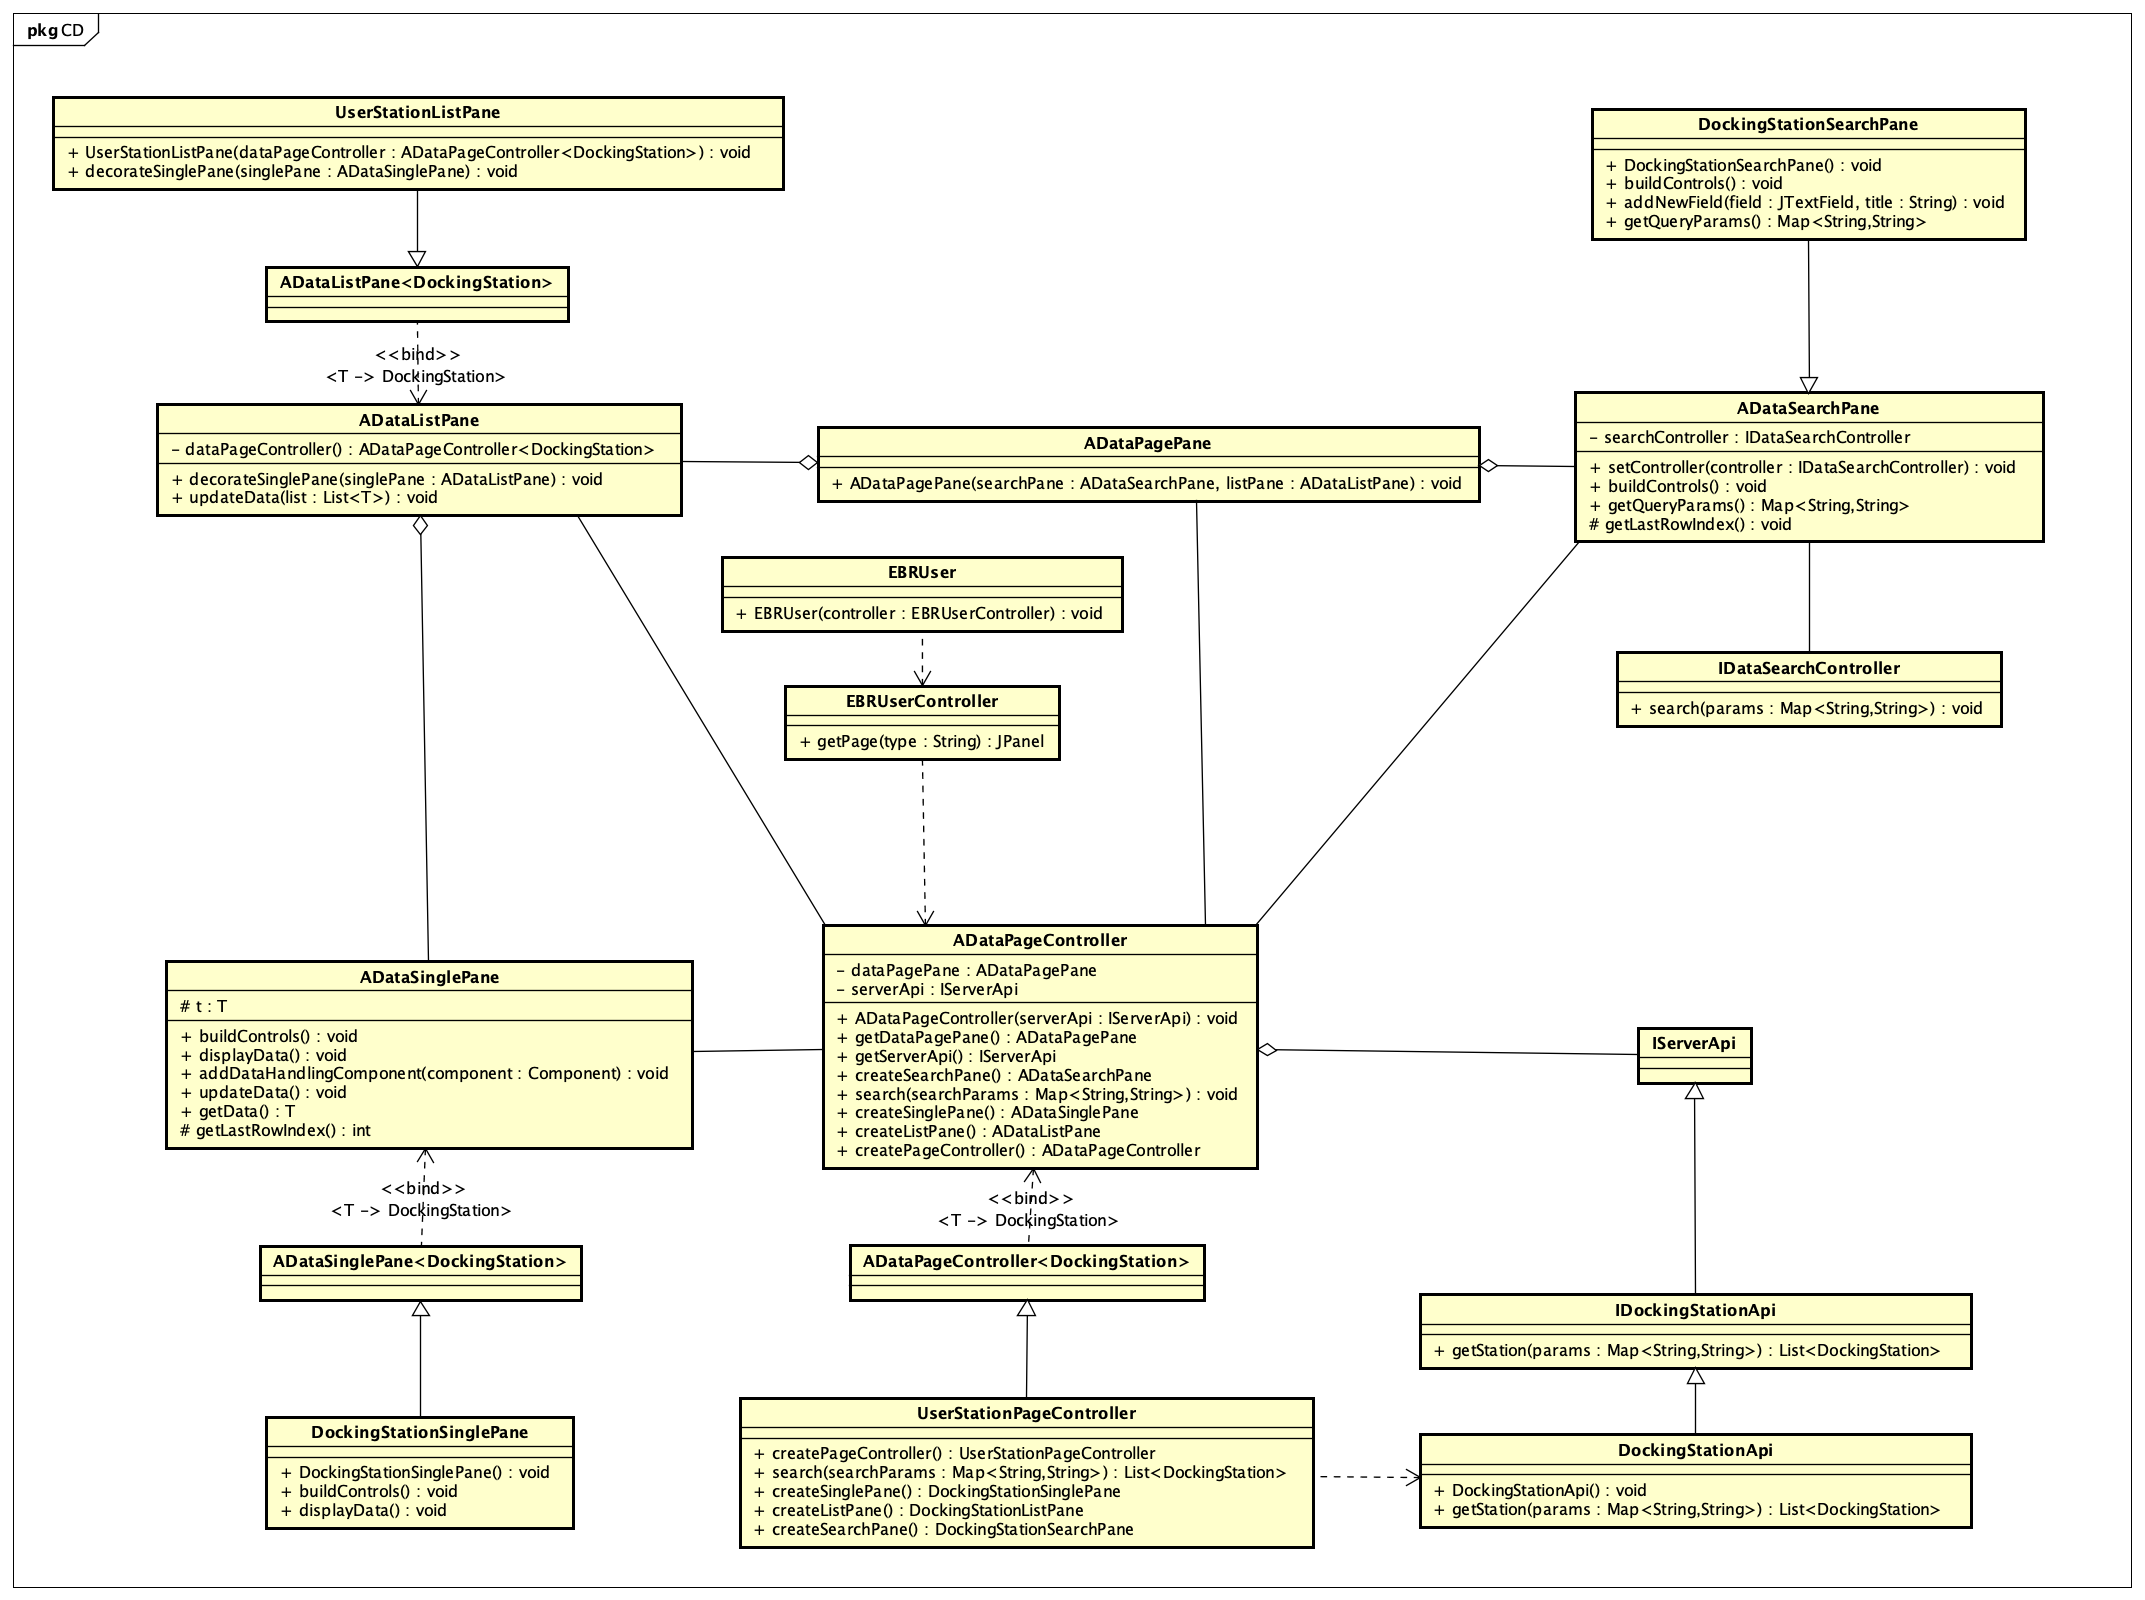 pkg CD
UserStationListPane
+ UserStationListPane(dataPageController : ADataPageController<DockingStation>) : void
+ decorateSinglePane(singlePane : ADataSinglePane) : void
DockingStationSearchPane
+ DockingStationSearchPane() : void
+ buildControls() : void
+ addNewField(field : JTextField, title : String) : void
+ getQueryParams() : Map<String,String>
ADataListPane<DockingStation>
<<bind>>
<T -> DockingStation>
ADataListPane
- dataPageController() : ADataPageController<DockingStation>
+ decorateSinglePane(singlePane : ADataListPane) : void
+ updateData(list : List<T>) : void
ADataPagePane
+ ADataPagePane(searchPane : ADataSearchPane, listPane : ADataListPane) : void
ADataSearchPane
- searchController : IDataSearchController
+ setController(controller : IDataSearchController) : void
+ buildControls() : void
+ getQueryParams() : Map<String,String>
# getLastRowIndex() : void
EBRUser
+ EBRUser(controller : EBRUserController) : void
EBRUserController
+ getPage(type : String) : JPanel
IDataSearchController
+ search(params : Map<String,String>) : void
ADataSinglePane
# t : T
+ buildControls() : void
+ displayData() : void
+ addDataHandlingComponent(component : Component) : void
+ updateData() : void
+ getData() : T
# getLastRowIndex() : int
ADataPageController
- dataPagePane : ADataPagePane
- serverApi : IServerApi
+ ADataPageController(serverApi : IServerApi) : void
+ getDataPagePane() : ADataPagePane
+ getServerApi() : IServerApi
+ createSearchPane() : ADataSearchPane
+ search(searchParams : Map<String,String>) : void
+ createSinglePane() : ADataSinglePane
+ createListPane() : ADataListPane
+ createPageController() : ADataPageController
IServerApi
<<bind>>
<T -> DockingStation>
<<bind>>
<T -> DockingStation>
ADataSinglePane<DockingStation>
ADataPageController<DockingStation>
IDockingStationApi
+ getStation(params : Map<String,String>) : List<DockingStation>
DockingStationSinglePane
+ DockingStationSinglePane() : void
+ buildControls() : void
+ displayData() : void
UserStationPageController
+ createPageController() : UserStationPageController
+ search(searchParams : Map<String,String>) : List<DockingStation>
+ createSinglePane() : DockingStationSinglePane
+ createListPane() : DockingStationListPane
+ createSearchPane() : DockingStationSearchPane
DockingStationApi
+ DockingStationApi() : void
+ getStation(params : Map<String,String>) : List<DockingStation>